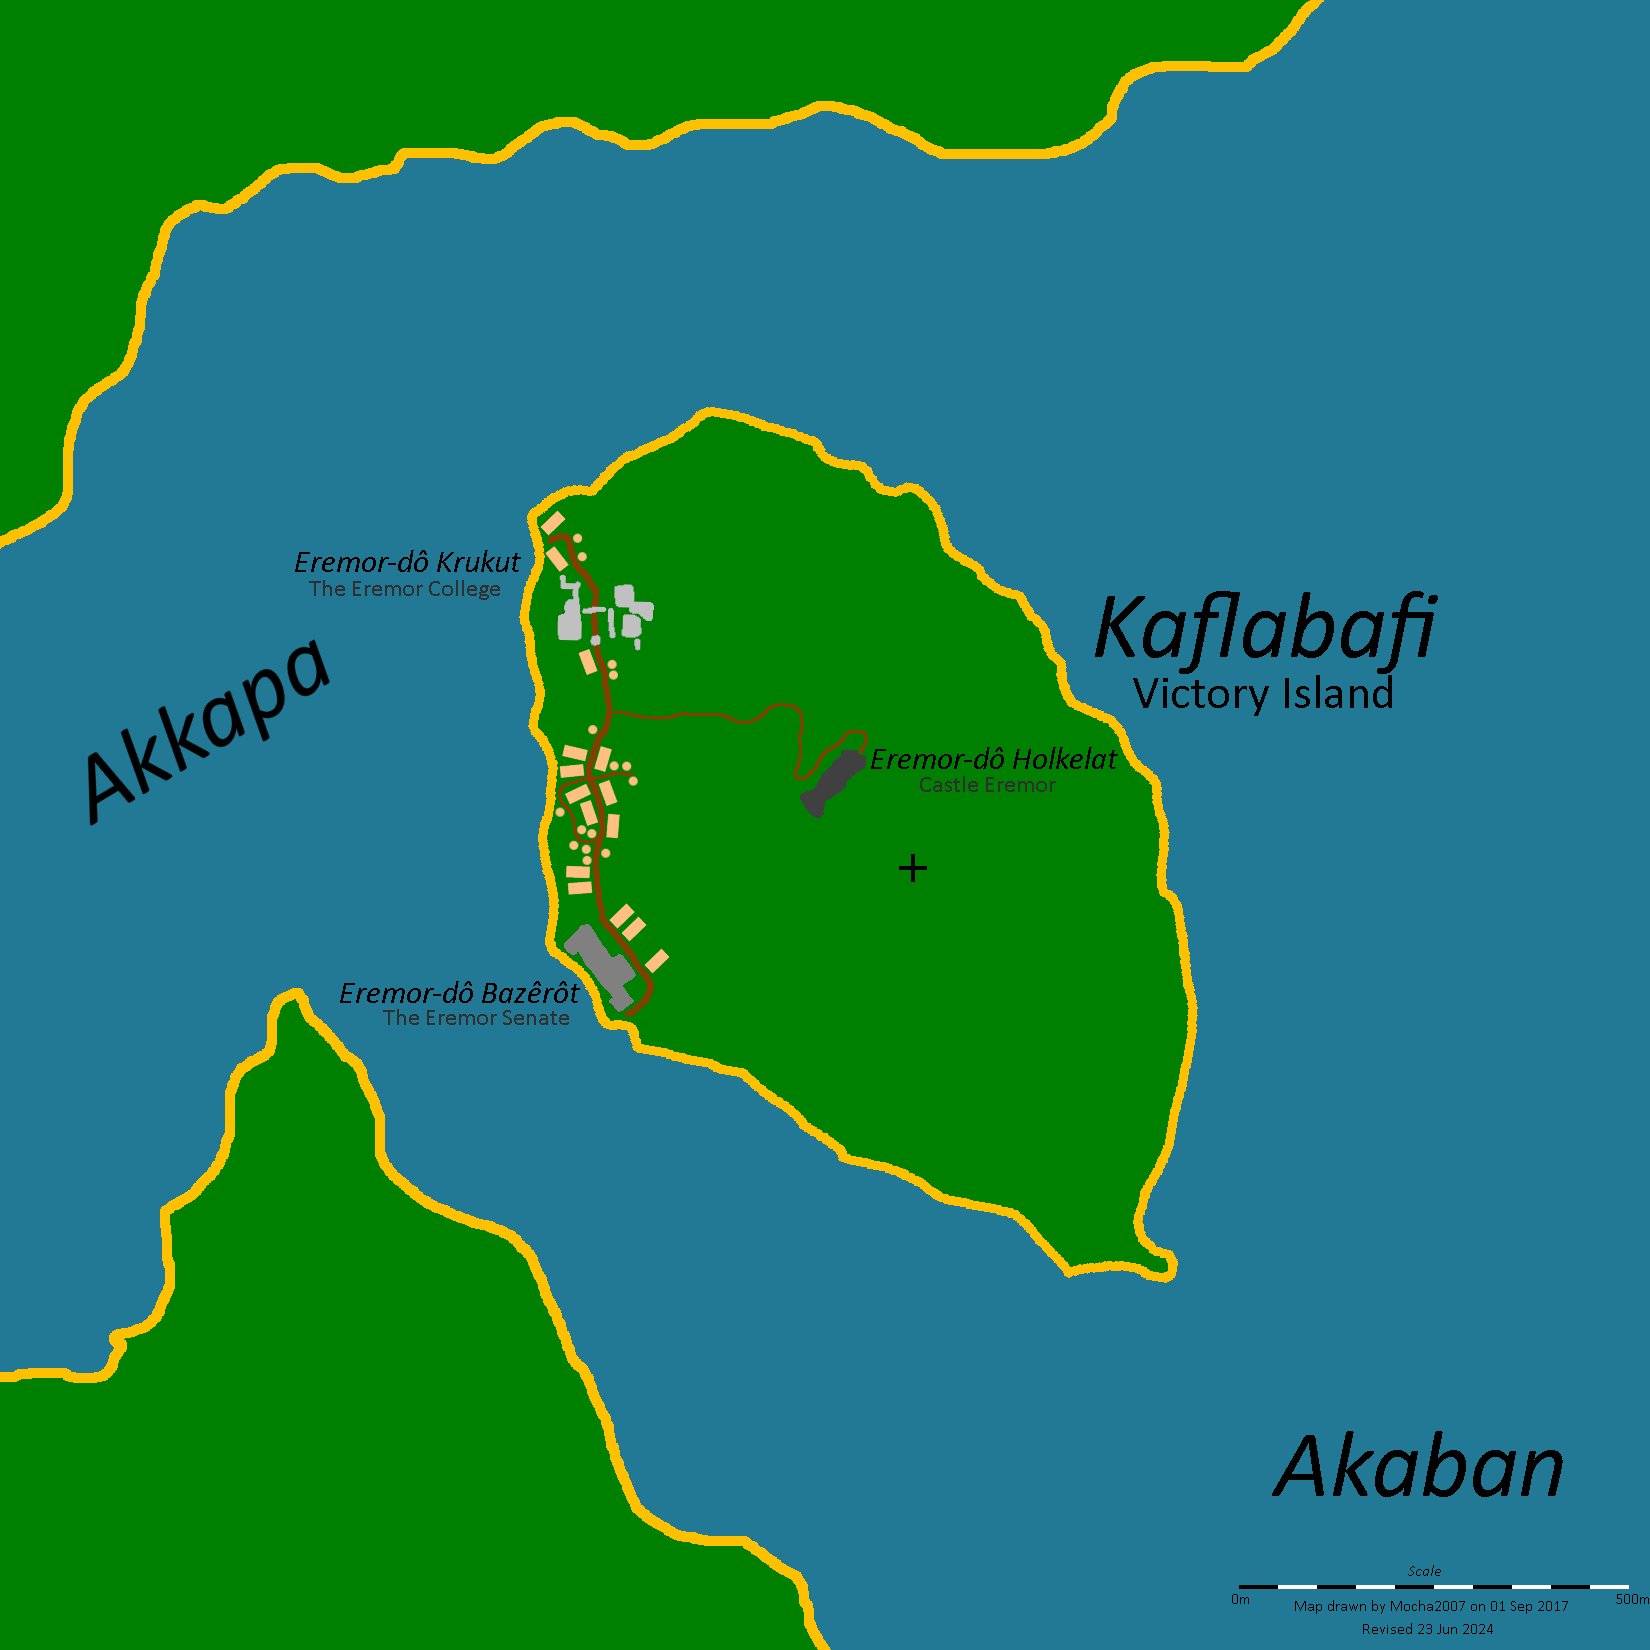 Eremor-dô Krukut
The Eremor College
Kaflabafi
Victory Island
Akkapa
Eremor-dô Holkelat
Castle Eremor
Eremor-dô Bazêrôt
The Eremor Senate
Akaban
Scale
0m 500m
Map drawn by Mocha2007 on 01 Sep 2017
Revised 23 Jun 2024